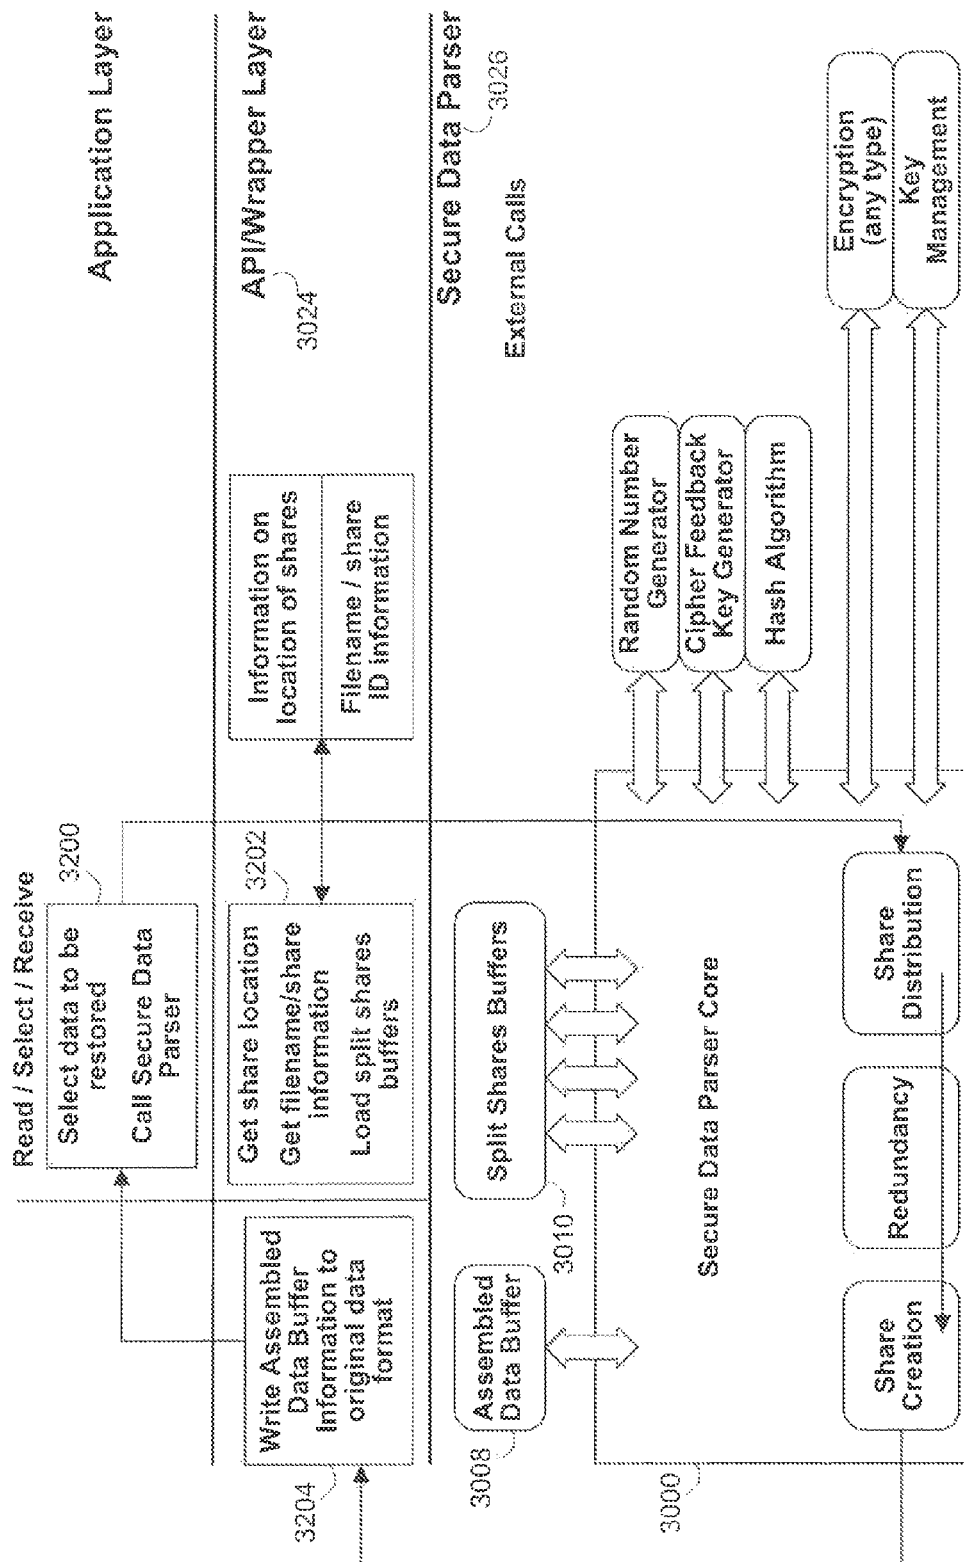 Read / Select / Receive
3200
Select data to be
restored
Call Secure Data
Parser
Application Layer
Write Assembled
Data Buffer
Information to
original data
format
3204
3202
Get share location
Get filename/share
information
Load split shares
buffers
Information on
location of shares
Filename / share
ID information
API/Wrapper Layer
3024
Secure Data Parser
3026
External Calls
Assembled
Data Buffer
3008
Split Shares Buffers
3010
Random Number
Generator
Cipher Feedback
Key Generator
Hash Algorithm
3000
Secure Data Parser Core
Encryption
(any type)
Key
Management
Share
Creation
Redundancy
Share
Distribution